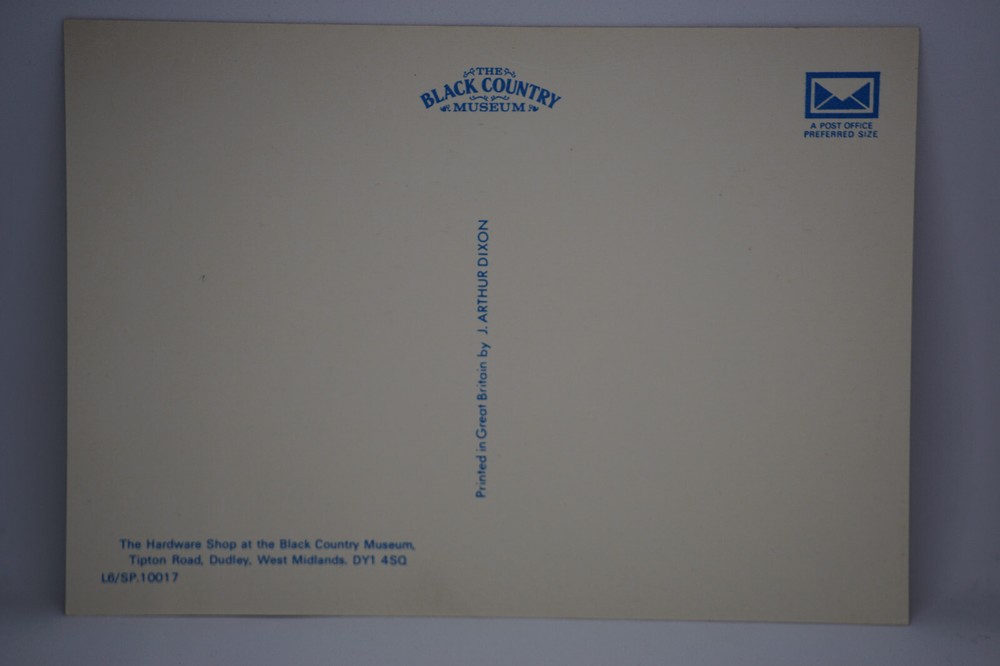 THE
BLACK COUNTRY
MUSEUM
A POST OFFICE
PREFERRED SIZE
Printed in Great Britain by J. ARTHUR DIXON
The Hardware Shop at the Black Country Museum,
Tipton Road, Dudley, West Midlands. DY1 4SQ
L6/SP.10017